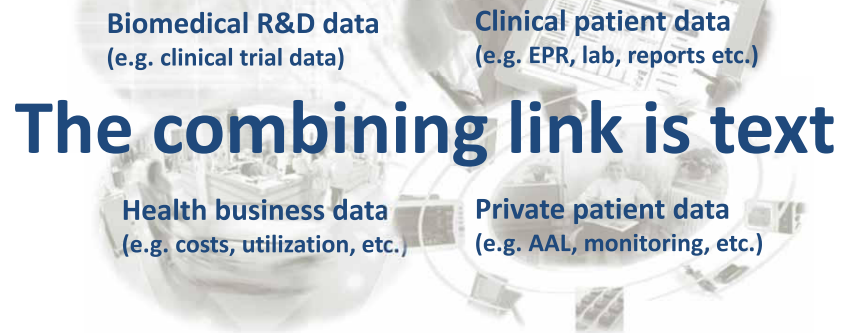 Biomedical R&D data
(e.g. clinical trial data)
Clinical patient data
(e.g. EPR, lab, reports etc.)
The combining link is text
Health business data
(e.g. costs, utilization, etc.)
Private patient data
(e.g. AAL, monitoring, etc.)